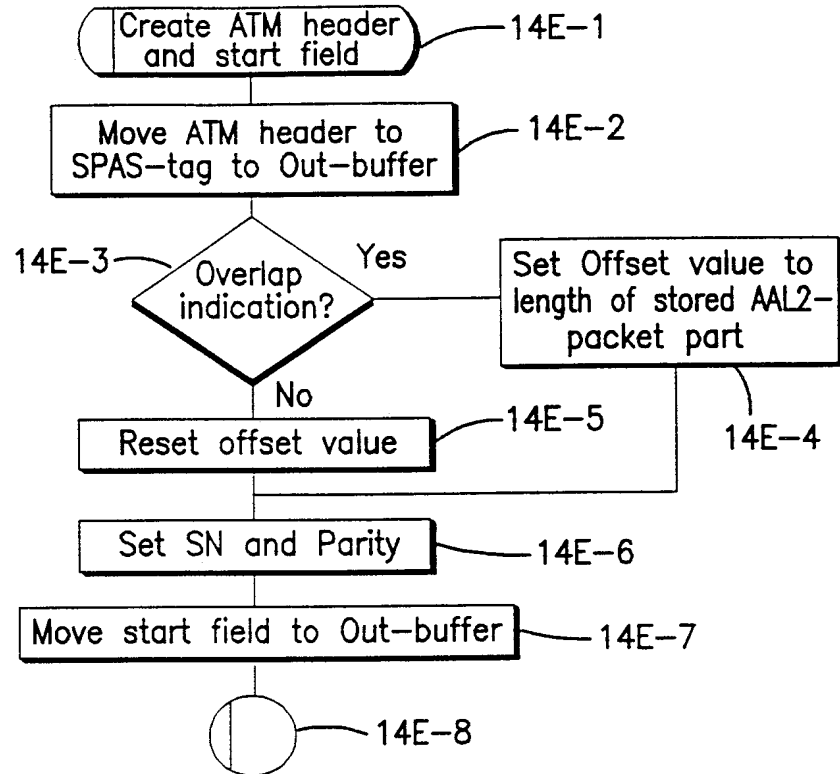 Create ATM header
and start field
14E-1
Move ATM header to
SPAS-tag to Out-buffer
14E-2
14E-3
Overlap
indication?
Yes
Set Offset value to
length of stored AAL2-
packet part
14E-4
No
Reset offset value
14E-5
Set SN and Parity
14E-6
Move start field to Out-buffer
14E-7
14E-8